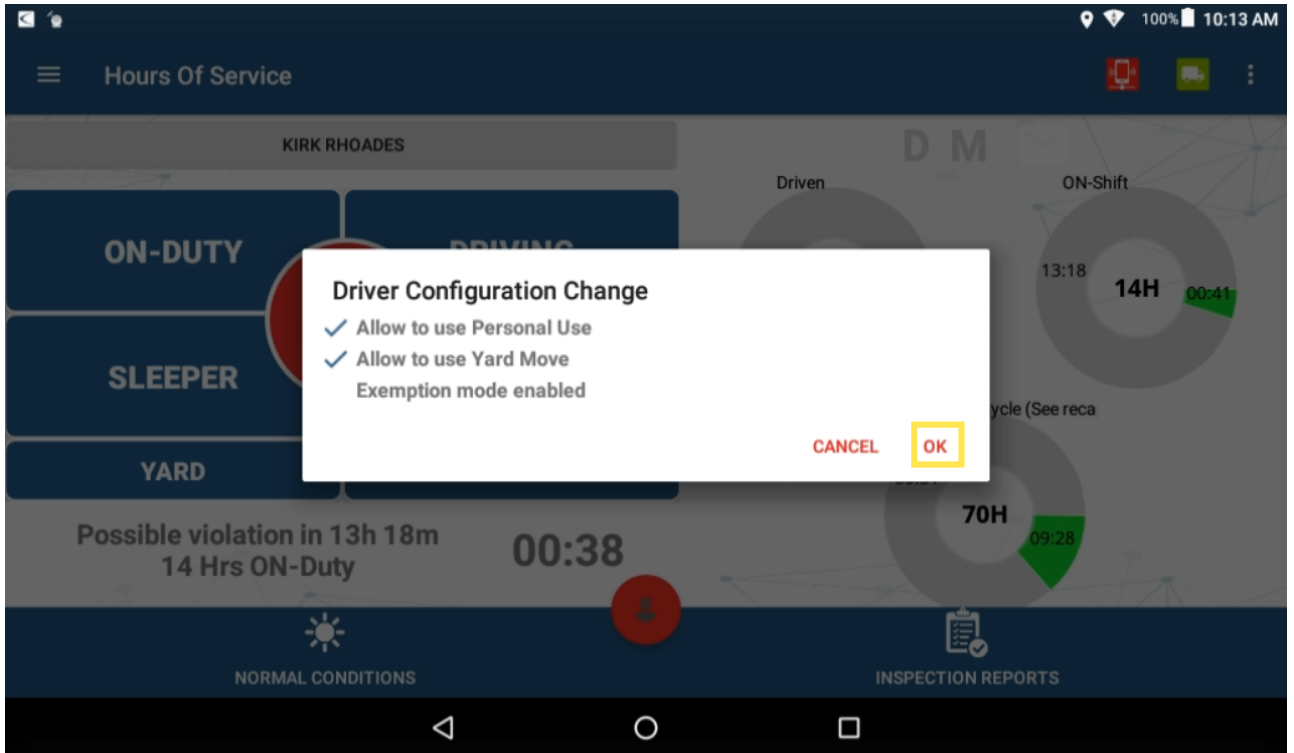 100% 10:13 AM
Hours Of Service
KIRK RHOADES
D M
Driven
ON-Shift
ON-DUTY
13:18
14H
00:41
Driver Configuration Change
Allow to use Personal Use
Allow to use Yard Move
Exemption mode enabled
CANCEL OK
SLEEPER
ycle (See reca
YARD
70H
09:28
Possible violation in 13h 18m
14 Hrs ON-Duty
00:38
NORMAL CONDITIONS
INSPECTION REPORTS